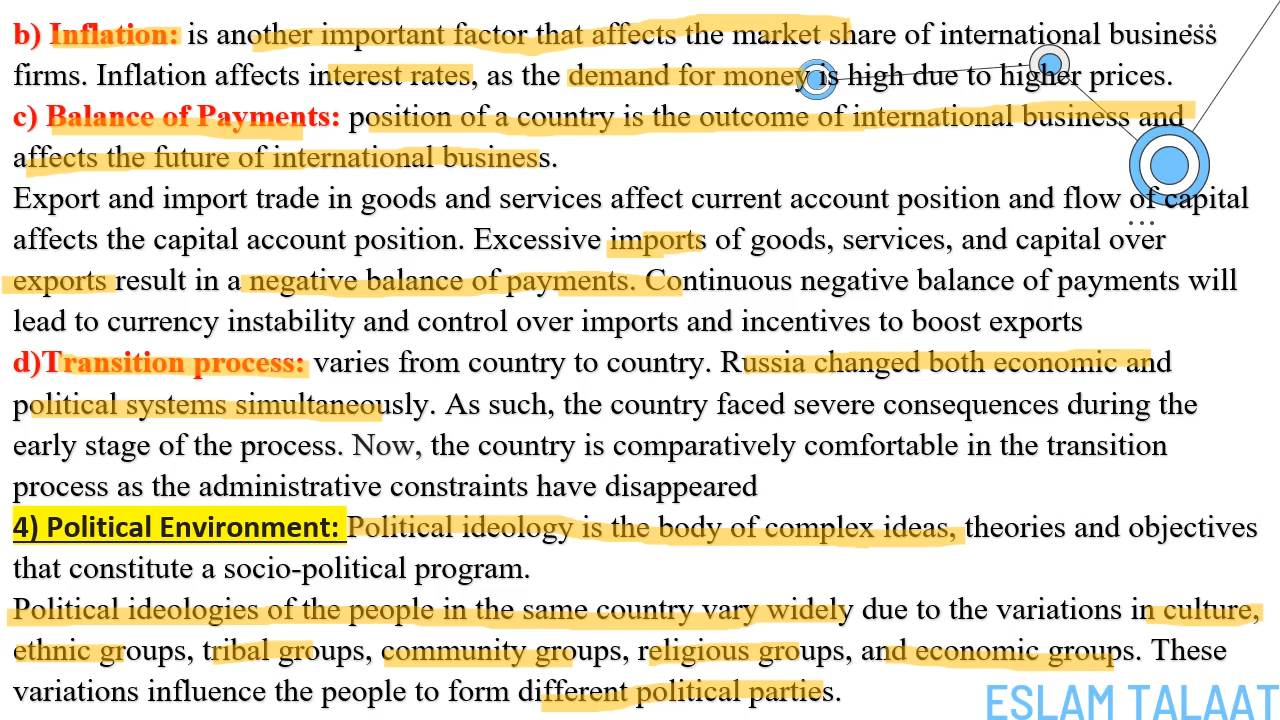 b) Inflation: is another important factor that affects the market share of international business
firms. Inflation affects interest rates, as the demand for money is high due to higher prices.
c) Balance of Payments: position of a country is the outcome of international business and
affects the future of international business.
Export and import trade in goods and services affect current account position and flow of capital
affects the capital account position. Excessive imports of goods, services, and capital over
exports result in a negative balance of payments. Continuous negative balance of payments will
lead to currency instability and control over imports and incentives to boost exports
d)Transition process: varies from country to country. Russia changed both economic and
political systems simultaneously. As such, the country faced severe consequences during the
early stage of the process. Now, the country is comparatively comfortable in the transition
process as the administrative constraints have disappeared
4) Political Environment: Political ideology is the body of complex ideas, theories and objectives
that constitute a socio-political program.
Political ideologies of the people in the same country vary widely due to the variations in culture,
ethnic groups, tribal groups, community groups, religious groups, and economic groups. These
variations influence the people to form different political parties.
ESLAM TALAAT